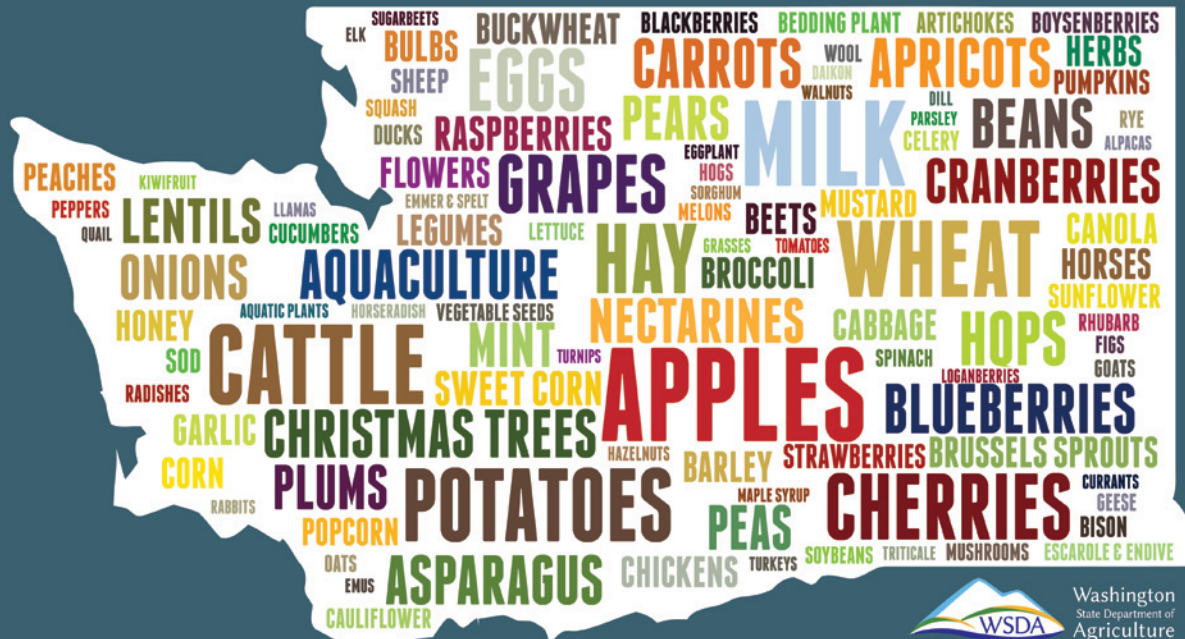 SUGARBEETS
ELK
BULBS
BUCKWHEAT
BLACKBERRIES
BEDDING PLANT
ARTICHOKES
BOYSENBERRIES
SHEEP
EGGS
CARROTS
WOOL
DAIKON
WALNUTS
APRICOTS
HERBS
PUMPKINS
SQUASH
DUCKS
RASPBERRIES
PEARS
MILK
DILL
PARSLEY
CELERY
BEANS
RYE
ALPACAS
PEACHES
KIWIFRUIT
FLOWERS
GRAPES
EGGPLANT
HOGS
SORGHUM
MELONS
CRANBERRIES
PEPPERS
QUAIL
LENTILS
LLAMAS
CUCUMBERS
EMMER & SPELT
LEGUMES
LETTUCE
BEETS
MUSTARD
CANOLA
ONIONS
AQUACULTURE
HAY
GRASSES
TOMATOES
BROCCOLI
WHEAT
HORSES
SUNFLOWER
AQUATIC PLANTS
HORSERADISH
VEGETABLE SEEDS
NECTARINES
CABBAGE
HOPS
RHUBARB
FIGS
GOATS
HONEY
SOD
CATTLE
MINT
TURNIPS
SPINACH
LOGANBERRIES
RADISHES
SWEET CORN
APPLES
BLUEBERRIES
GARLIC
CHRISTMAS TREES
HAZELNUTS
BARLEY
STRAWBERRIES
BRUSSELS SPROUTS
CORN
RABBITS
PLUMS
POTATOES
MAPLE SYRUP
CHERRIES
CURRANTS
GEESE
BISON
POPCORN
PEAS
OATS
EMUS
ASPARAGUS
CHICKENS
TURKEYS
SOYBEANS
TRITICALE
MUSHROOMS
ESCAROLE & ENDIVE
CAULIFLOWER
WSDA
Washington
State Department of
Agriculture